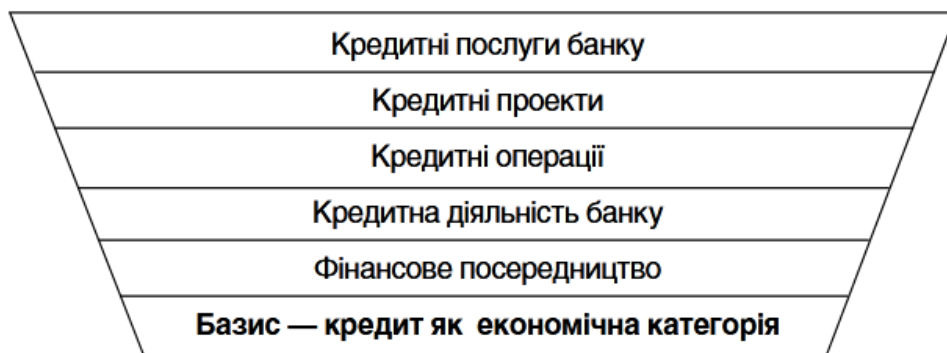 Кредитні послуги банку
Кредитні проекти
Кредитні операції
Кредитна діяльність банку
Фінансове посередництво
Базис — кредит як економічна категорія